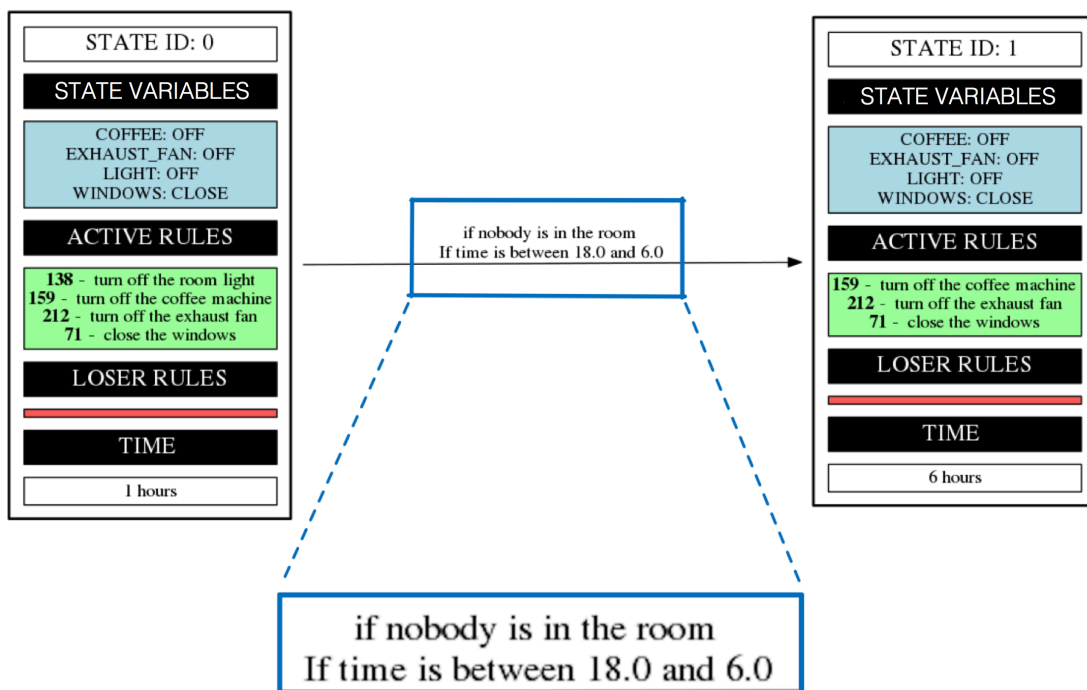 STATE ID: 0
STATE VARIABLES
COFFEE: OFF
EXHAUST_FAN: OFF
LIGHT: OFF
WINDOWS: CLOSE
ACTIVE RULES
138 - turn off the room light
159 - turn off the coffee machine
212 - turn off the exhaust fan
71 - close the windows
LOSER RULES
TIME
1 hours
if nobody is in the room
If time is between 18.0 and 6.0
STATE ID: 1
STATE VARIABLES
COFFEE: OFF
EXHAUST_FAN: OFF
LIGHT: OFF
WINDOWS: CLOSE
ACTIVE RULES
159 - turn off the coffee machine
212 - turn off the exhaust fan
71 - close the windows
LOSER RULES
TIME
6 hours
if nobody is in the room
If time is between 18.0 and 6.0